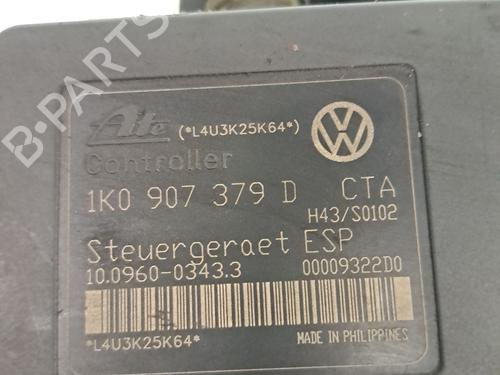 Ate (*L4U3K25K64*)
Controller
1K0 907 379 D CTA
H43/S0102
Steuergeraet ESP
10.0960-0343.3 00009322D0
*L4U3K25K64* MADE IN PHILIPPINES
B-Parts